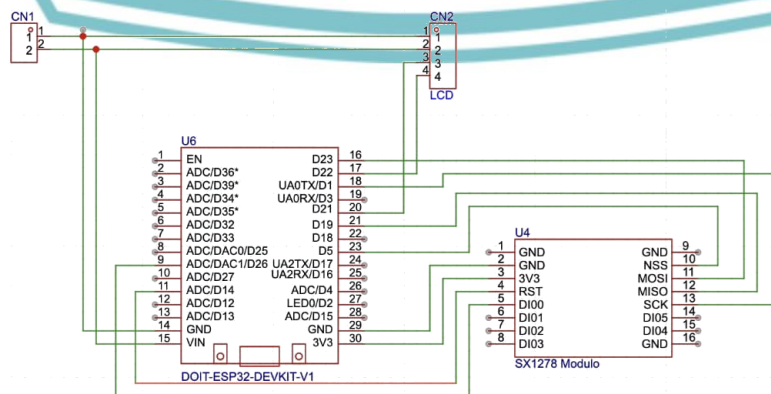 CN1
1
1
2
2
CN2
1
1
2
2
3
3
4
4
LCD
U6
1 EN D23 16
2 ADC/D36* D22 17
3 ADC/D39* UA0TX/D1 18
4 ADC/D34* UA0RX/D3 19
5 ADC/D35* D21 20
6 ADC/D32 D19 21
7 ADC/D33 D18 22
8 ADC/DAC0/D25 D5 23
9 ADC/DAC1/D26 UA2TX/D17 24
10 ADC/D27 UA2RX/D16 25
11 ADC/D14 ADC/D4 26
12 ADC/D12 LED0/D2 27
13 ADC/D13 ADC/D15 28
14 GND GND 29
15 VIN 3V3 30
DOIT-ESP32-DEVKIT-V1
U4
1 GND GND 9
2 GND NSS 10
3 3V3 MOSI 11
4 RST MISO 12
5 DI00 SCK 13
6 DI01 DI05 14
7 DI02 DI04 15
8 DI03 GND 16
SX1278 Modulo